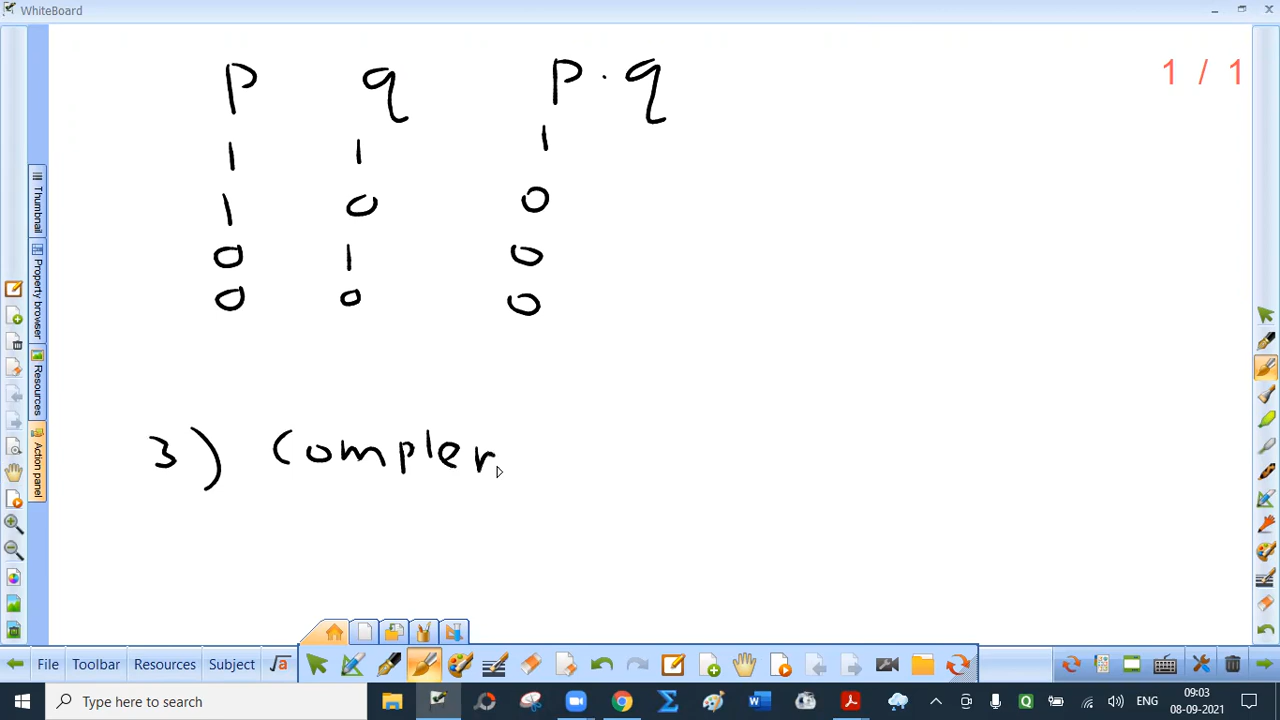 WhiteBoard
p q p . q
1 / 1
1 1 1
1 0 0
0 1 0
0 0 0
Thumbnail
Property browser
Resources
Action panel
3) Compler
File Toolbar Resources Subject √a
Type here to search
ENG
09:03
08-09-2021